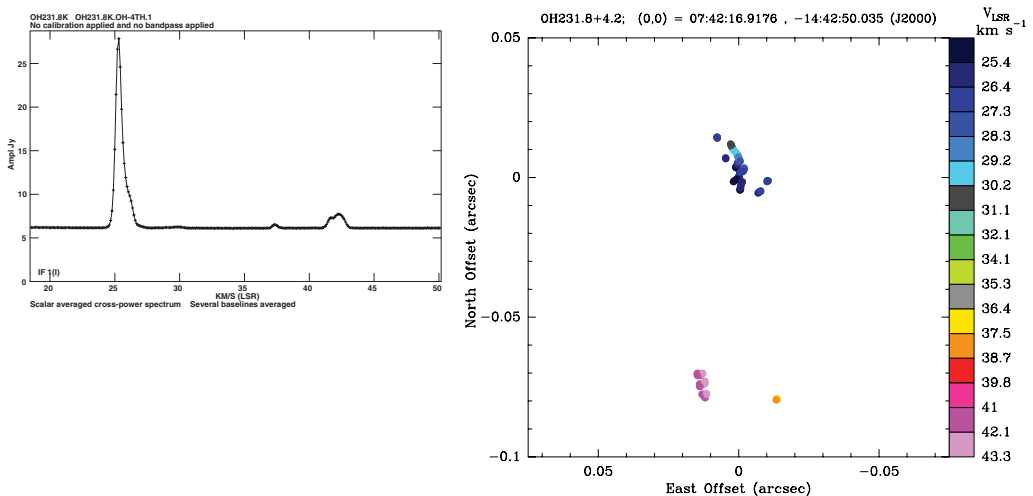 OH231.8K OH231.8K.OH-4TH.1
No calibration applied and no bandpass applied
25
20
15
10
5
0
Ampl Jy
IF 1(I)
20 25 30 35 40 45 50
KM/S (LSR)
Scalar averaged cross-power spectrum Several baselines averaged
OH231.8+4.2; (0,0) = 07:42:16.9176 , -14:42:50.035 (J2000)
0.05
0
-0.05
-0.1
North Offset (arcsec)
0.05 0 -0.05
East Offset (arcsec)
V LSR
km s -1
25.4
26.4
27.3
28.3
29.2
30.2
31.1
32.1
34.1
35.3
36.4
37.5
38.7
39.8
41
42.1
43.3